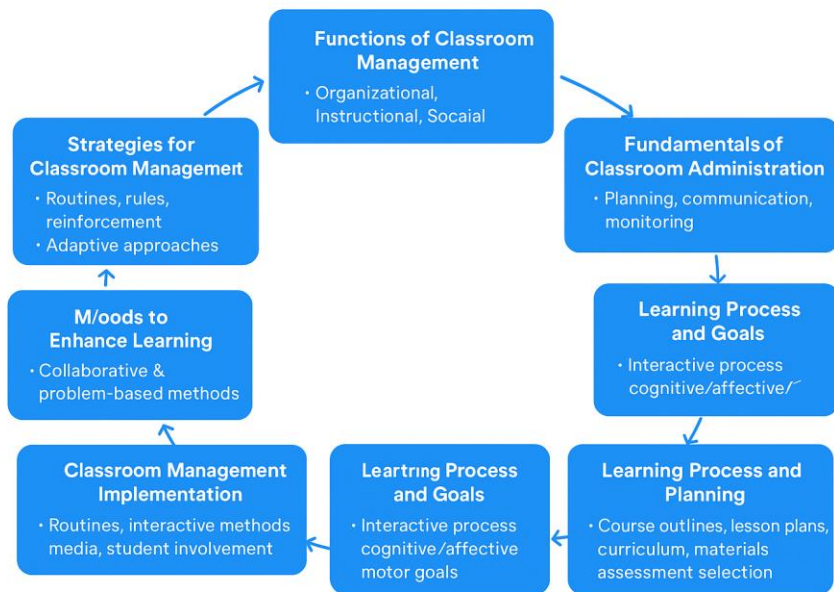 Functions of Classroom
Management
· Organizational,
Instructional, Socaial
Fundamentals of
Classroom Administration
· Planning, communication,
monitoring
Learning Process
and Goals
· Interactive process
cognitive/affective/
Learning Process and
Planning
· Course outlines, lesson plans,
curriculum, materials
assessment selection
Leartring Process
and Goals
· Interactive process
cognitive/affective
motor goals
Classroom Management
Implementation
· Routines, interactive methods
media, student involvement
M/oods to
Enhance Learning
· Collaborative &
problem-based methods
Strategies for
Classroom Management
· Routines, rules,
reinforcement
· Adaptive approaches